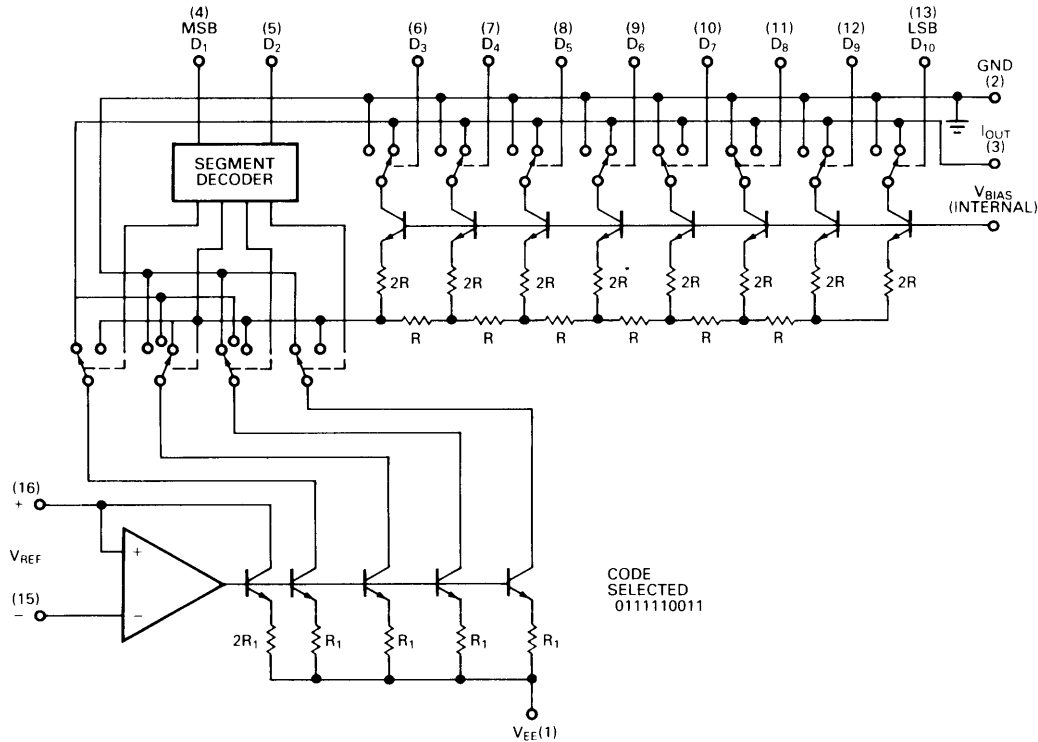 (4) (5) (6) (7) (8) (9) (10) (11) (12) (13)
MSB LSB
D1 D2 D3 D4 D5 D6 D7 D8 D9 D10
GND
(2)
SEGMENT
DECODER
IOUT
(3)
VBIAS
(INTERNAL)
2R 2R 2R 2R 2R 2R 2R 2R
R R R R R R
(16)
+
+
VREF
(15)
−
−
CODE
SELECTED
0111110011
2R1 R1 R1 R1 R1
VEE(1)